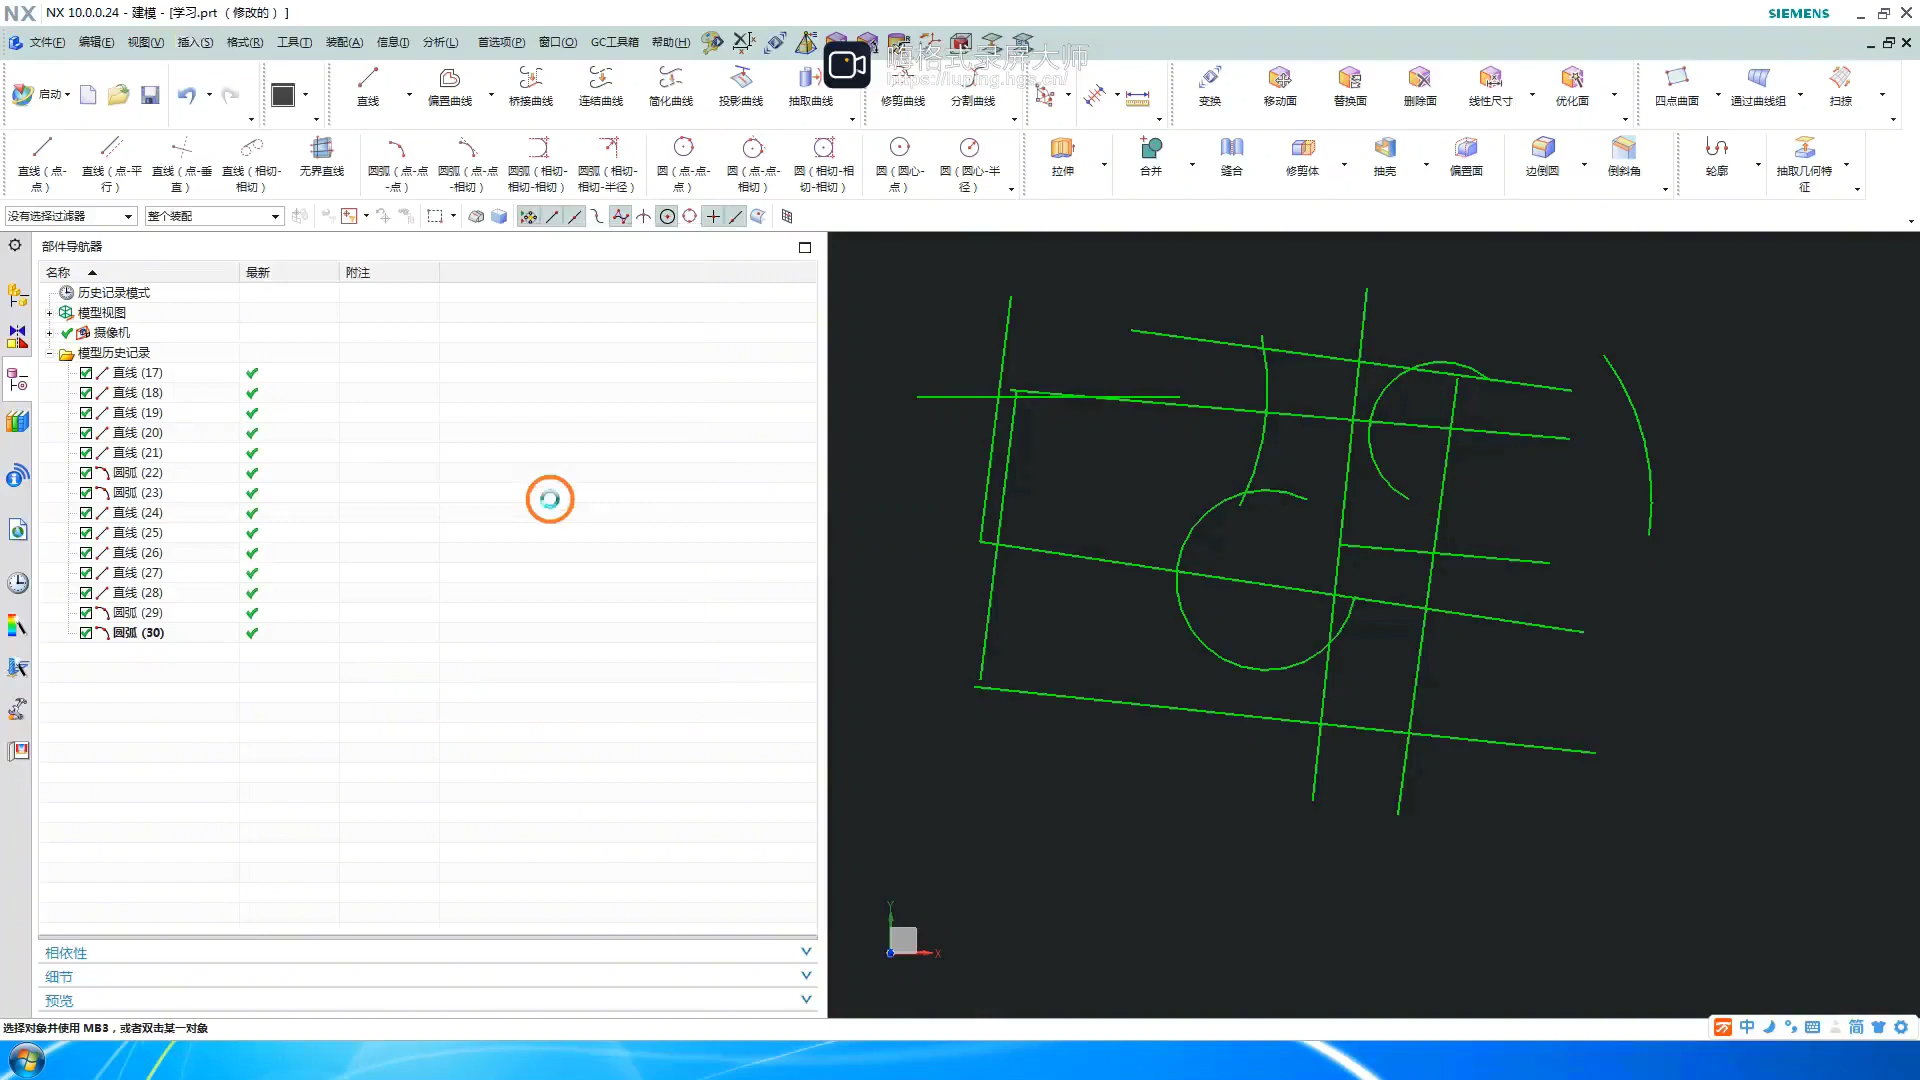 NX NX 10.0.0.24 - 建模 - [学习.prt （修改的） ]
SIEMENS
文件(F) 编辑(E) 视图(V) 插入(S) 格式(R) 工具(T) 装配(A) 信息(I) 分析(L) 首选项(P) 窗口(O) GC工具箱 帮助(H)
嗨格式录屏大师
https://luping.hgs.cn/
启动 直线 偏置曲线 桥接曲线 连结曲线 简化曲线 投影曲线 抽取曲线 修剪曲线 分割曲线 变换 移动面 替换面 删除面 线性尺寸 优化面 四点曲面 通过曲线组 扫掠
直线（点-点） 直线（点-平行） 直线（点-垂直） 直线（相切-相切） 无界直线 圆弧（点-点-点） 圆弧（点-点-相切） 圆弧（相切-相切-相切） 圆弧（相切-相切-半径） 圆（点-点-点） 圆（点-点-相切） 圆（相切-相切-相切） 圆（圆心-点） 圆（圆心-半径） 拉伸 合并 缝合 修剪体 抽壳 偏置面 边倒圆 倒斜角 轮廓 抽取几何特征
没有选择过滤器 整个装配
部件导航器
名称 最新 附注
历史记录模式
模型视图
摄像机
模型历史记录
直线 (17)
直线 (18)
直线 (19)
直线 (20)
直线 (21)
圆弧 (22)
圆弧 (23)
直线 (24)
直线 (25)
直线 (26)
直线 (27)
直线 (28)
圆弧 (29)
圆弧 (30)
Y
X
相依性
细节
预览
选择对象并使用 MB3，或者双击某一对象
中 简